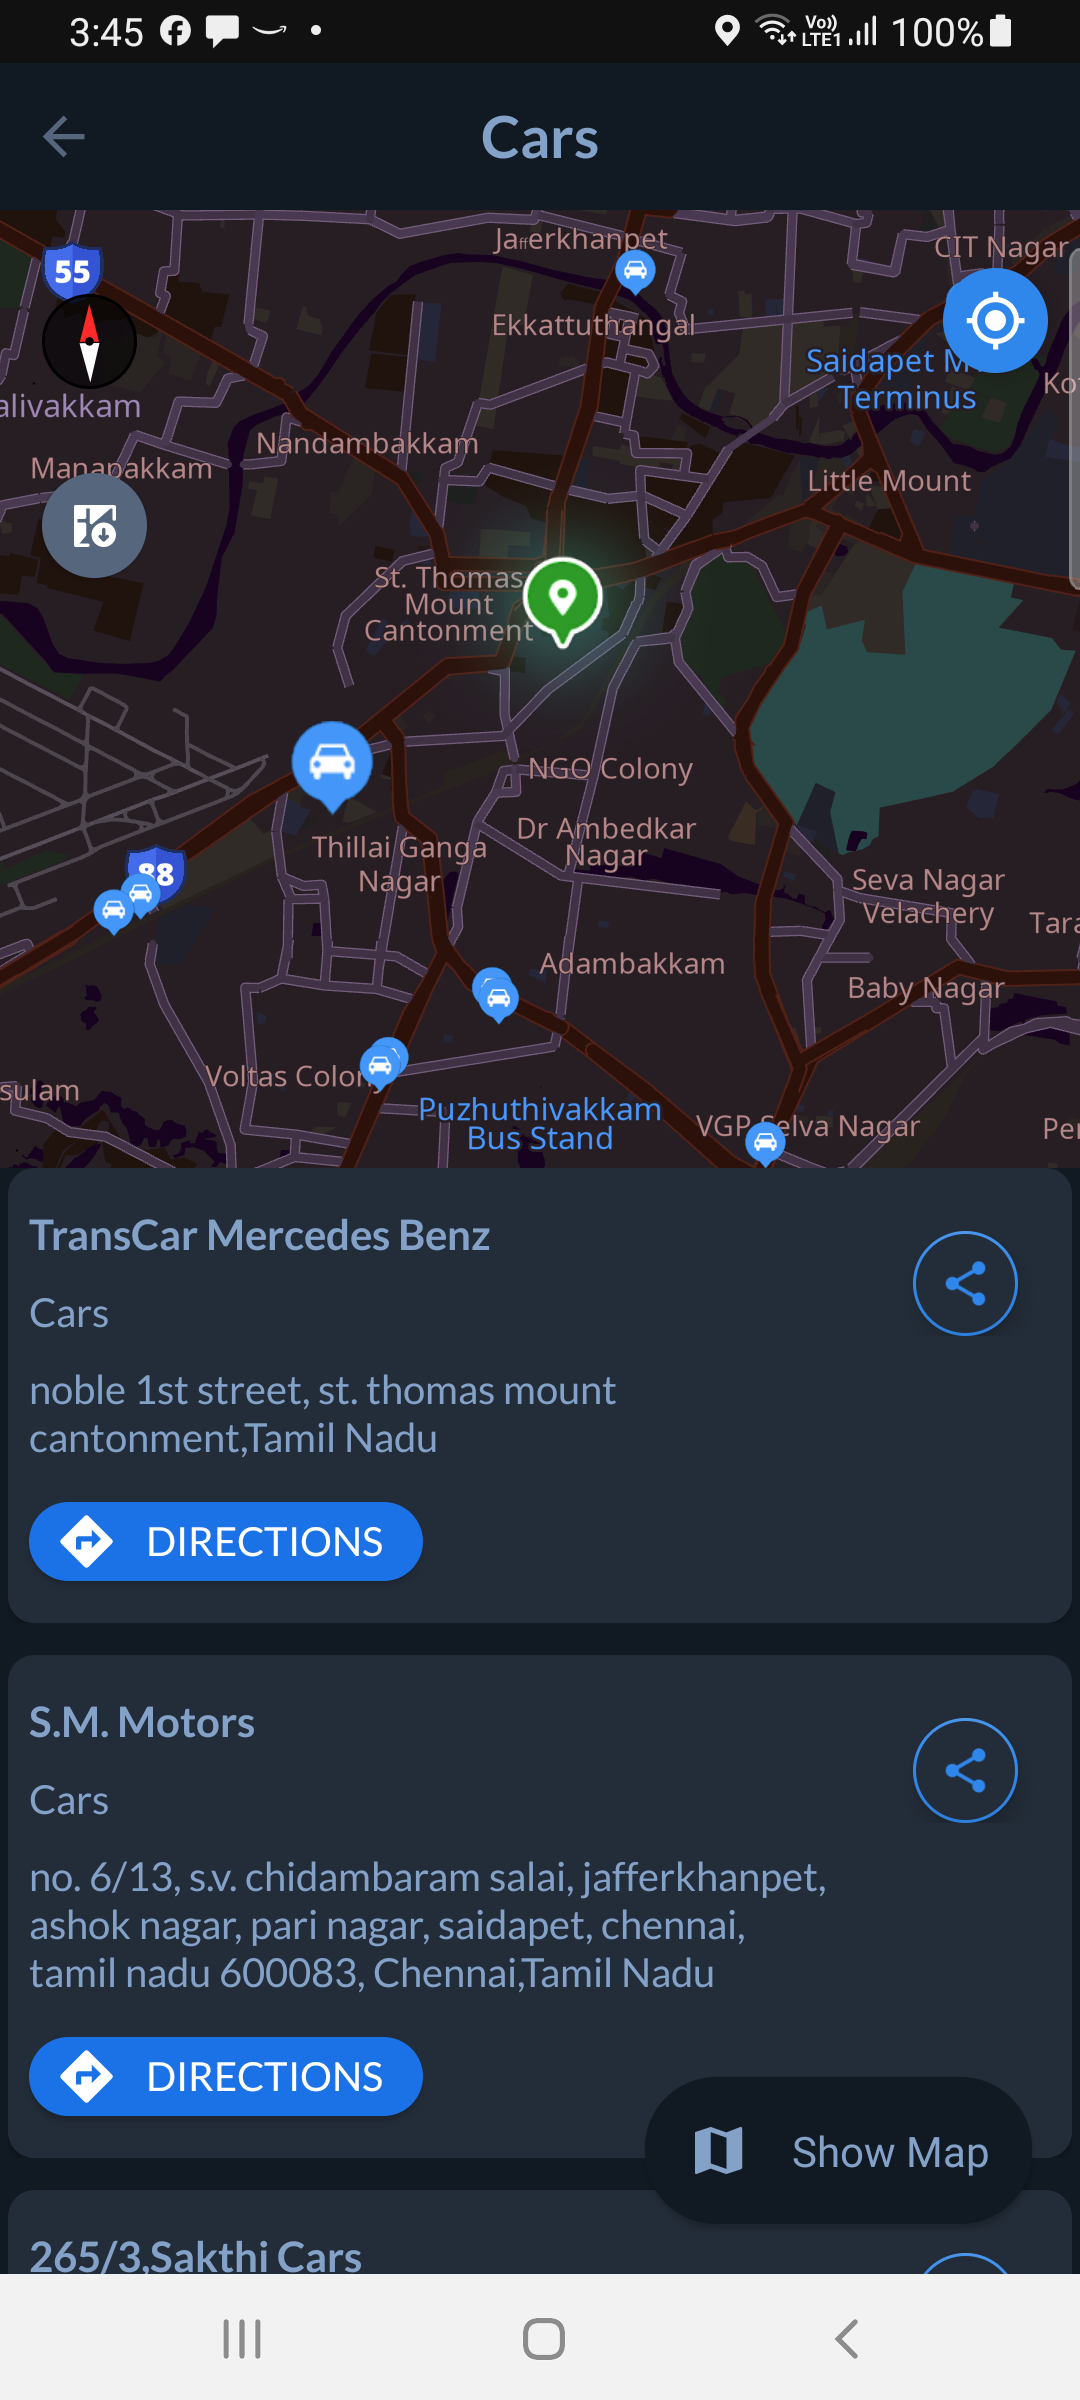 3:45
Vo))
LTE1
100%
Cars
Jafferkhanpet
CIT Nagar
55
Ekkattuthangal
Saidapet M
Terminus
Ko
alivakkam
Nandambakkam
Manapakkam
Little Mount
St. Thomas
Mount
Cantonment
NGO Colony
Dr Ambedkar
Nagar
Thillai Ganga
Nagar
Seva Nagar
Velachery
Tara
Adambakkam
Baby Nagar
sulam
Voltas Colon
Puzhuthivakkam
Bus Stand
VGP Selva Nagar
Per
TransCar Mercedes Benz
Cars
noble 1st street, st. thomas mount
cantonment,Tamil Nadu
DIRECTIONS
S.M. Motors
Cars
no. 6/13, s.v. chidambaram salai, jafferkhanpet,
ashok nagar, pari nagar, saidapet, chennai,
tamil nadu 600083, Chennai,Tamil Nadu
DIRECTIONS
Show Map
265/3,Sakthi Cars